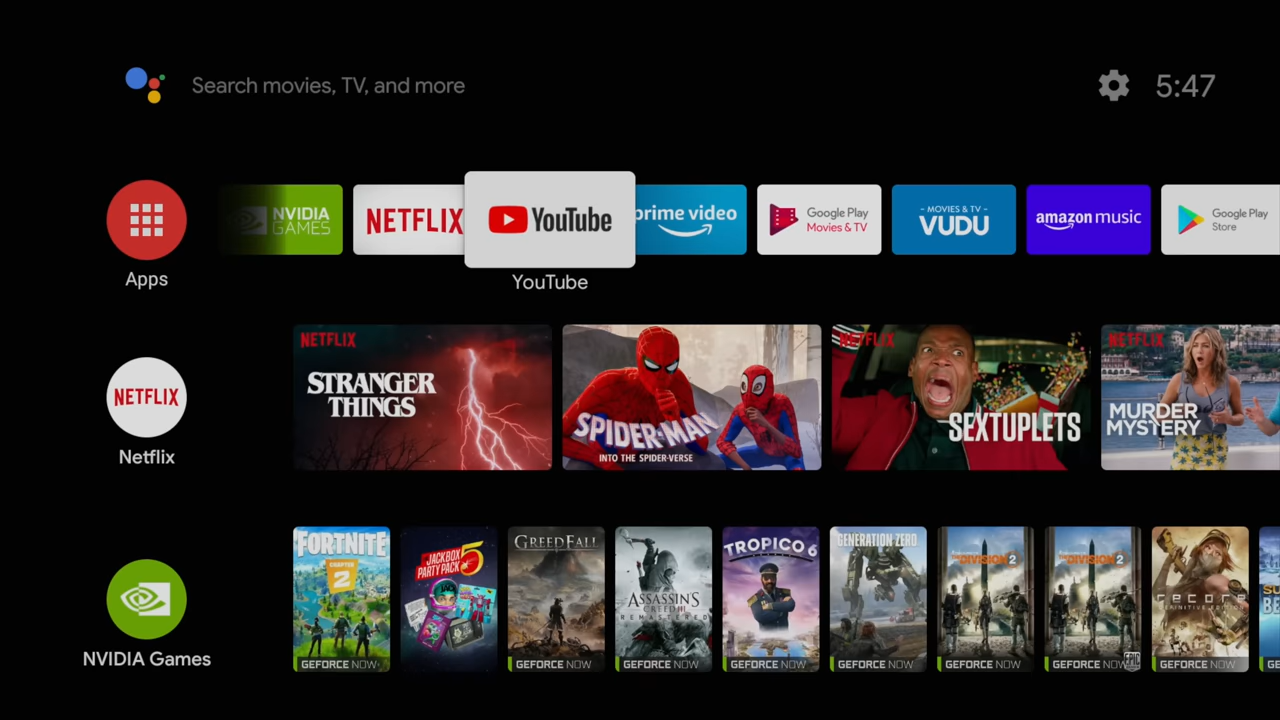 Search movies, TV, and more
5:47
NVIDIA
GAMES
NETFLIX
YouTube
prime video
Google Play
Movies & TV
- MOVIES & TV -
VUDU
amazon music
Google Play
Store
Apps
YouTube
NETFLIX
Netflix
NETFLIX
STRANGER
THINGS
SPIDER-MAN
INTO THE SPIDER-VERSE
NETFLIX
SEXTUPLETS
NETFLIX
MURDER
MYSTERY
NVIDIA Games
FORTNITE
CHAPTER
2
GEFORCE NOW
JACKBOX
PARTY PACK 5
GREEDFALL
GEFORCE NOW
ASSASSIN'S
CREED III
REMASTERED
GEFORCE NOW
TROPICO 6
GEFORCE NOW
GENERATION ZERO
GEFORCE NOW
THE DIVISION 2
GEFORCE NOW
THE DIVISION 2
GEFORCE NOW
EPIC
recore
DEFINITIVE EDITION
GEFORCE NOW